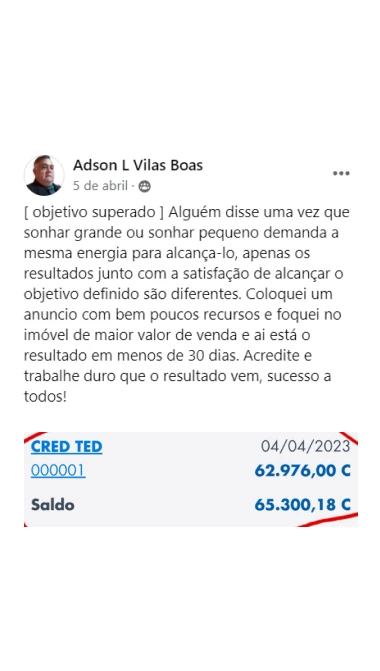 Adson L Vilas Boas
5 de abril ·
[ objetivo superado ] Alguém disse uma vez que
sonhar grande ou sonhar pequeno demanda a
mesma energia para alcança-lo, apenas os
resultados junto com a satisfação de alcançar o
objetivo definido são diferentes. Coloquei um
anuncio com bem poucos recursos e foquei no
imóvel de maior valor de venda e ai está o
resultado em menos de 30 dias. Acredite e
trabalhe duro que o resultado vem, sucesso a
todos!
CRED TED 04/04/2023
000001 62.976,00 C
Saldo 65.300,18 C